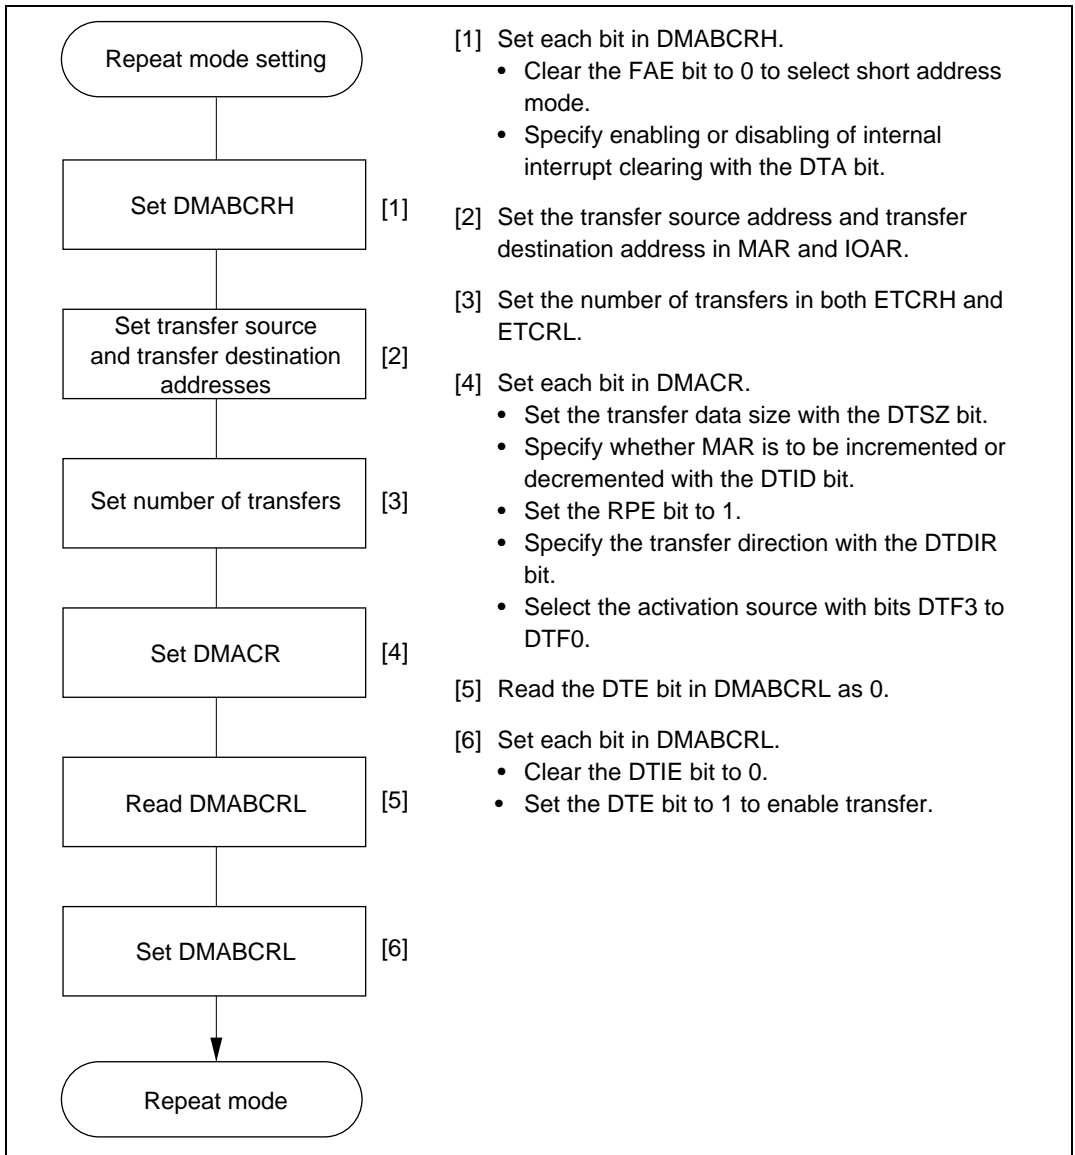 Repeat mode setting
Set DMABCRH
[1]
Set transfer source
and transfer destination
addresses
[2]
Set number of transfers
[3]
Set DMACR
[4]
Read DMABCRL
[5]
Set DMABCRL
[6]
Repeat mode
[1] Set each bit in DMABCRH.
• Clear the FAE bit to 0 to select short address
mode.
• Specify enabling or disabling of internal
interrupt clearing with the DTA bit.
[2] Set the transfer source address and transfer
destination address in MAR and IOAR.
[3] Set the number of transfers in both ETCRH and
ETCRL.
[4] Set each bit in DMACR.
• Set the transfer data size with the DTSZ bit.
• Specify whether MAR is to be incremented or
decremented with the DTID bit.
• Set the RPE bit to 1.
• Specify the transfer direction with the DTDIR
bit.
• Select the activation source with bits DTF3 to
DTF0.
[5] Read the DTE bit in DMABCRL as 0.
[6] Set each bit in DMABCRL.
• Clear the DTIE bit to 0.
• Set the DTE bit to 1 to enable transfer.